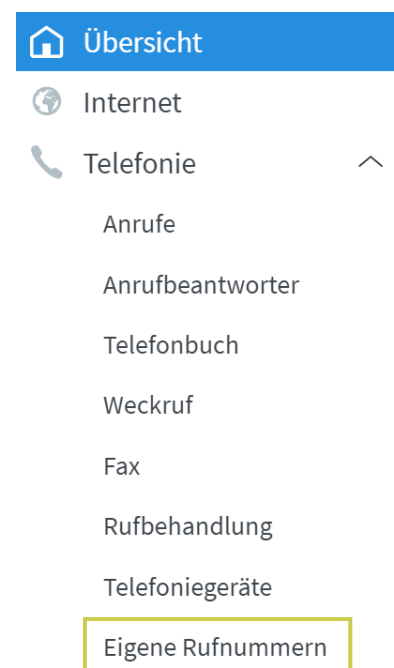 Übersicht
Internet
Telefonie
Anrufe
Anrufbeantworter
Telefonbuch
Weckruf
Fax
Rufbehandlung
Telefoniegeräte
Eigene Rufnummern